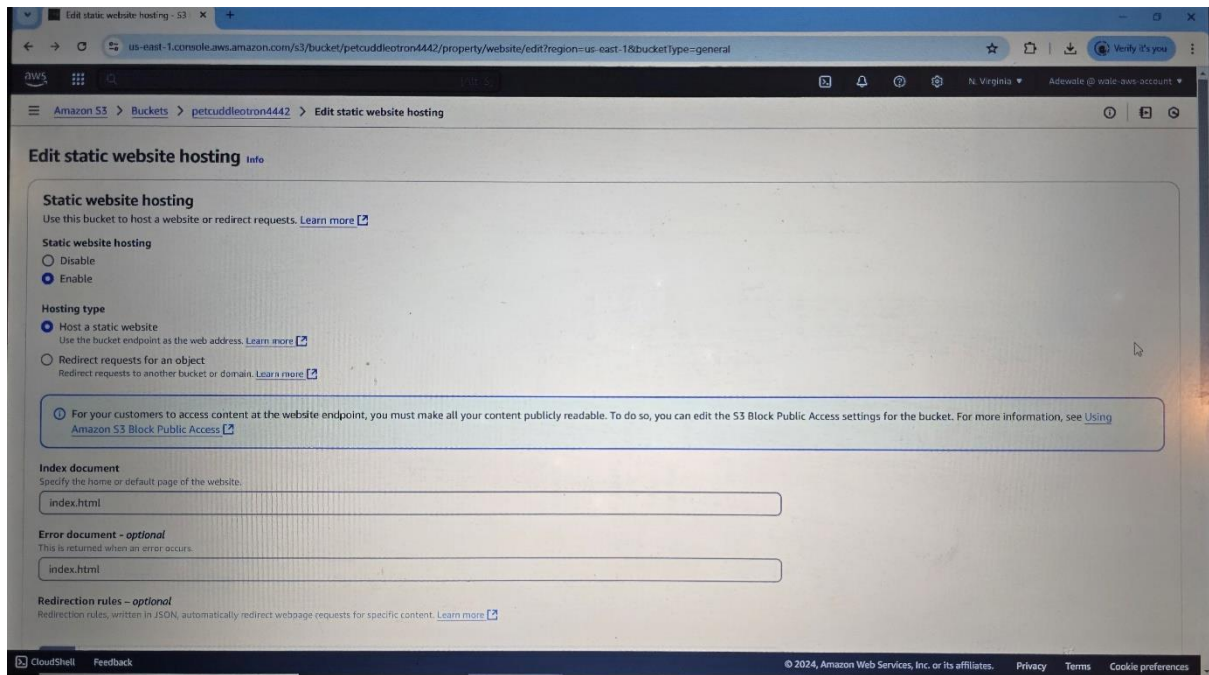 Edit static website hosting - S3
us-east-1.console.aws.amazon.com/s3/bucket/petcuddleotron4442/property/website/edit?region=us-east-1&bucketType=general
Verify it's you
aws
N. Virginia
Adewale @ wale-aws-account
Amazon S3 > Buckets > petcuddleotron4442 > Edit static website hosting
Edit static website hosting Info
Static website hosting
Use this bucket to host a website or redirect requests. Learn more
Static website hosting
Disable
Enable
Hosting type
Host a static website
Use the bucket endpoint as the web address. Learn more
Redirect requests for an object
Redirect requests to another bucket or domain. Learn more
For your customers to access content at the website endpoint, you must make all your content publicly readable. To do so, you can edit the S3 Block Public Access settings for the bucket. For more information, see Using
Amazon S3 Block Public Access
Index document
Specify the home or default page of the website.
index.html
Error document - optional
This is returned when an error occurs.
index.html
Redirection rules – optional
Redirection rules, written in JSON, automatically redirect webpage requests for specific content. Learn more
CloudShell Feedback
© 2024, Amazon Web Services, Inc. or its affiliates. Privacy Terms Cookie preferences